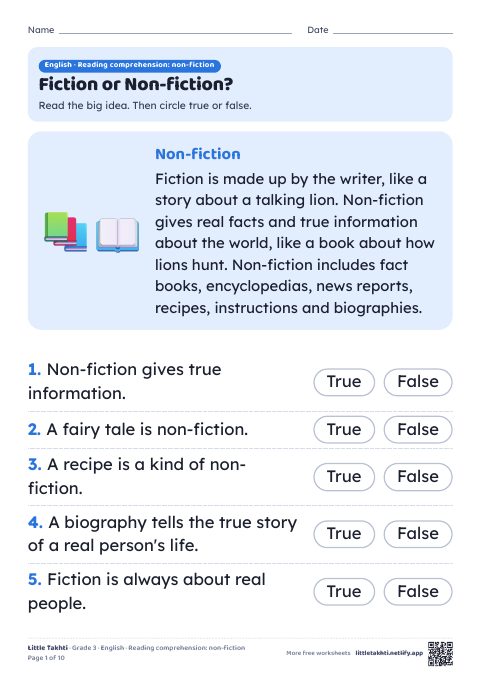 Name Date
English · Reading comprehension: non-fiction
Fiction or Non-fiction?
Read the big idea. Then circle true or false.
Non-fiction
Fiction is made up by the writer, like a
story about a talking lion. Non-fiction
gives real facts and true information
about the world, like a book about how
lions hunt. Non-fiction includes fact
books, encyclopedias, news reports,
recipes, instructions and biographies.
1. Non-fiction gives true
information.
True False
2. A fairy tale is non-fiction.
True False
3. A recipe is a kind of non-
fiction.
True False
4. A biography tells the true story
of a real person's life.
True False
5. Fiction is always about real
people.
True False
Little Takhti · Grade 3 · English · Reading comprehension: non-fiction
Page 1 of 10
More free worksheets · littletakhti.netlify.app